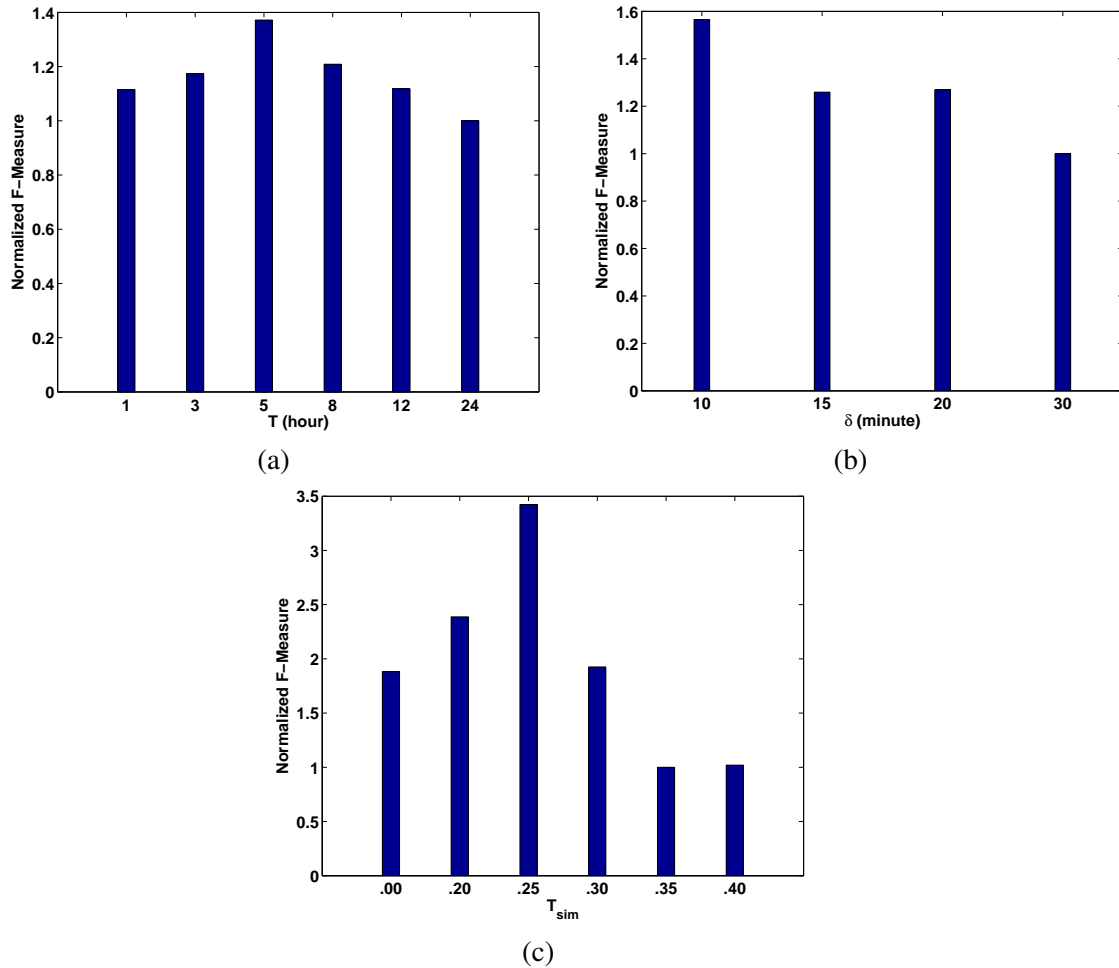 1.4
1.2
1
0.8
0.6
0.4
0.2
0
Normalized F−Measure
1 3 5 8 12 24
T (hour)
(a)
1.6
1.4
1.2
1
0.8
0.6
0.4
0.2
0
Normalized F−Measure
10 15 20 30
δ (minute)
(b)
3.5
3
2.5
2
1.5
1
0.5
0
Normalized F−Measure
.00 .20 .25 .30 .35 .40
T_sim
(c)